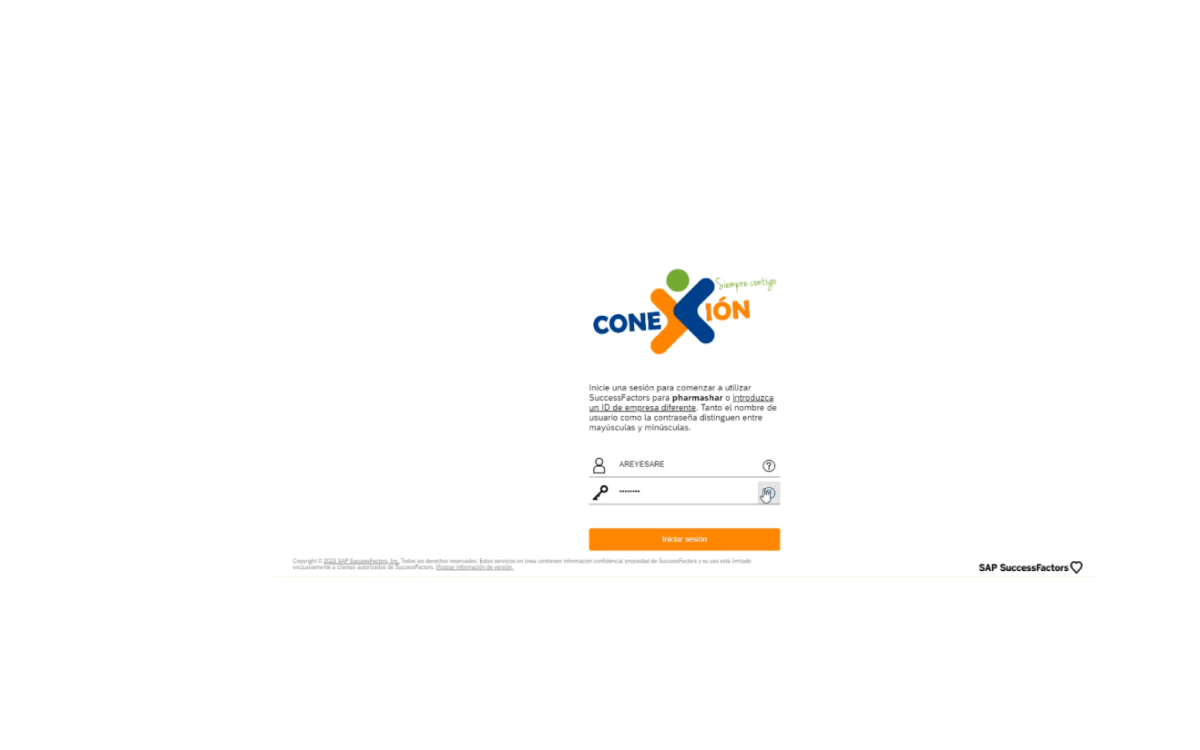 Siempre contigo
CONEXIÓN
Inicie una sesión para comenzar a utilizar
SuccessFactors para pharmashar o introduzca
un ID de empresa diferente. Tanto el nombre de
usuario como la contraseña distinguen entre
mayúsculas y minúsculas.
AREYESARE
········
Iniciar sesión
Copyright © 2023 SAP SuccessFactors, Inc. Todos los derechos reservados. Estos servicios en línea contienen información confidencial propiedad de SuccessFactors y su uso está limitado
exclusivamente a clientes autorizados de SuccessFactors. Mostrar información de versión.
SAP SuccessFactors